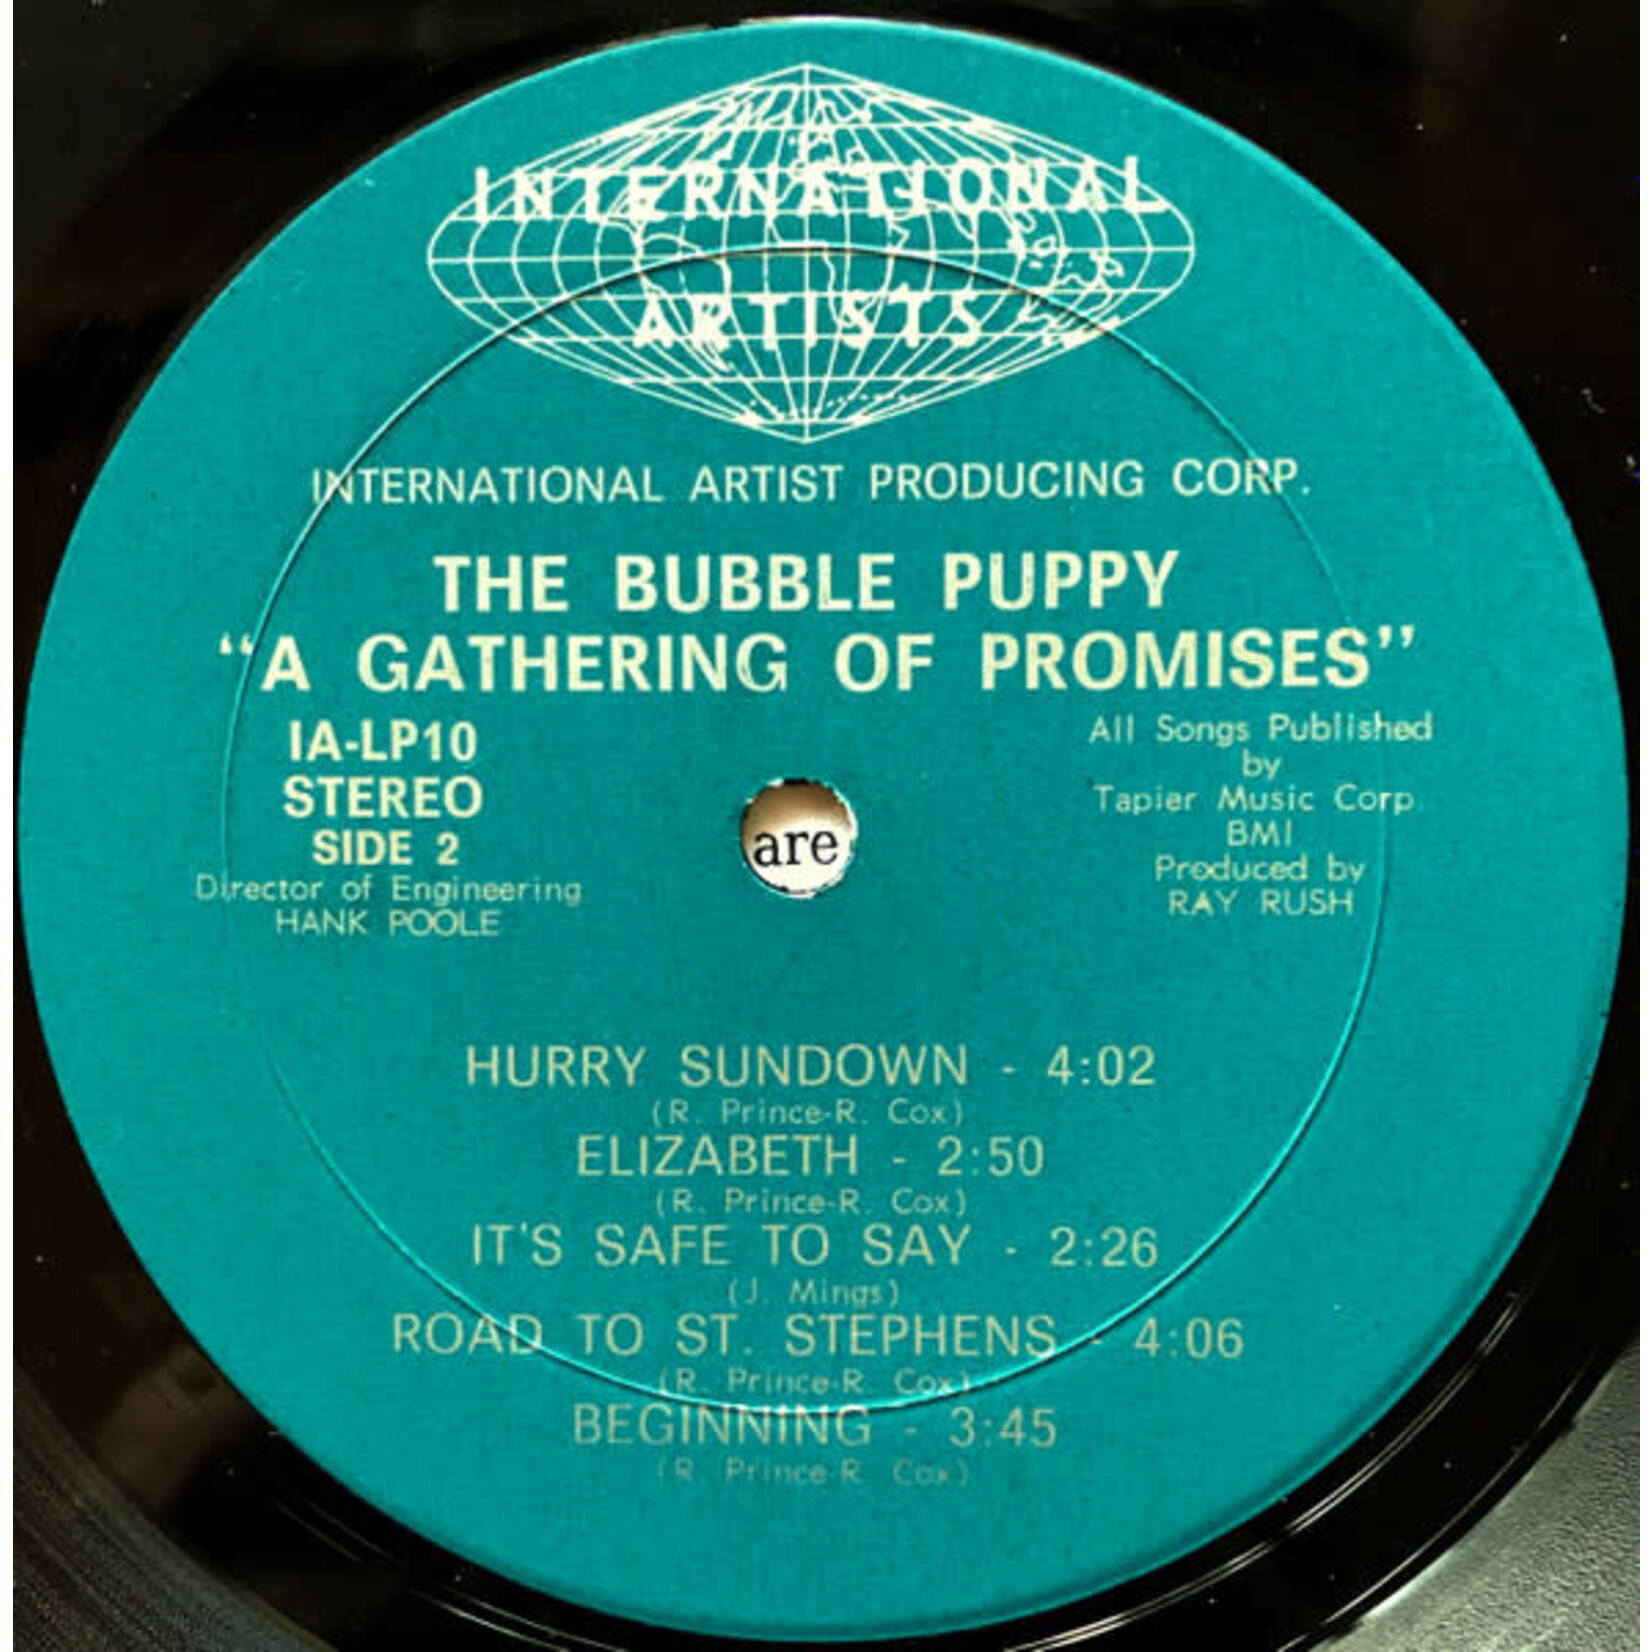 INTERNATIONAL
ARTISTS
INTERNATIONAL ARTIST PRODUCING CORP.
THE BUBBLE PUPPY
“A GATHERING OF PROMISES”
IA-LP10
STEREO
SIDE 2
Director of Engineering
HANK POOLE
are
All Songs Published
by
Tapier Music Corp.
BMI
Produced by
RAY RUSH
HURRY SUNDOWN - 4:02
(R. Prince-R. Cox)
ELIZABETH - 2:50
(R. Prince-R. Cox)
IT'S SAFE TO SAY - 2:26
(J. Mings)
ROAD TO ST. STEPHENS - 4:06
(R. Prince-R. Cox)
BEGINNING - 3:45
(R. Prince-R. Cox)